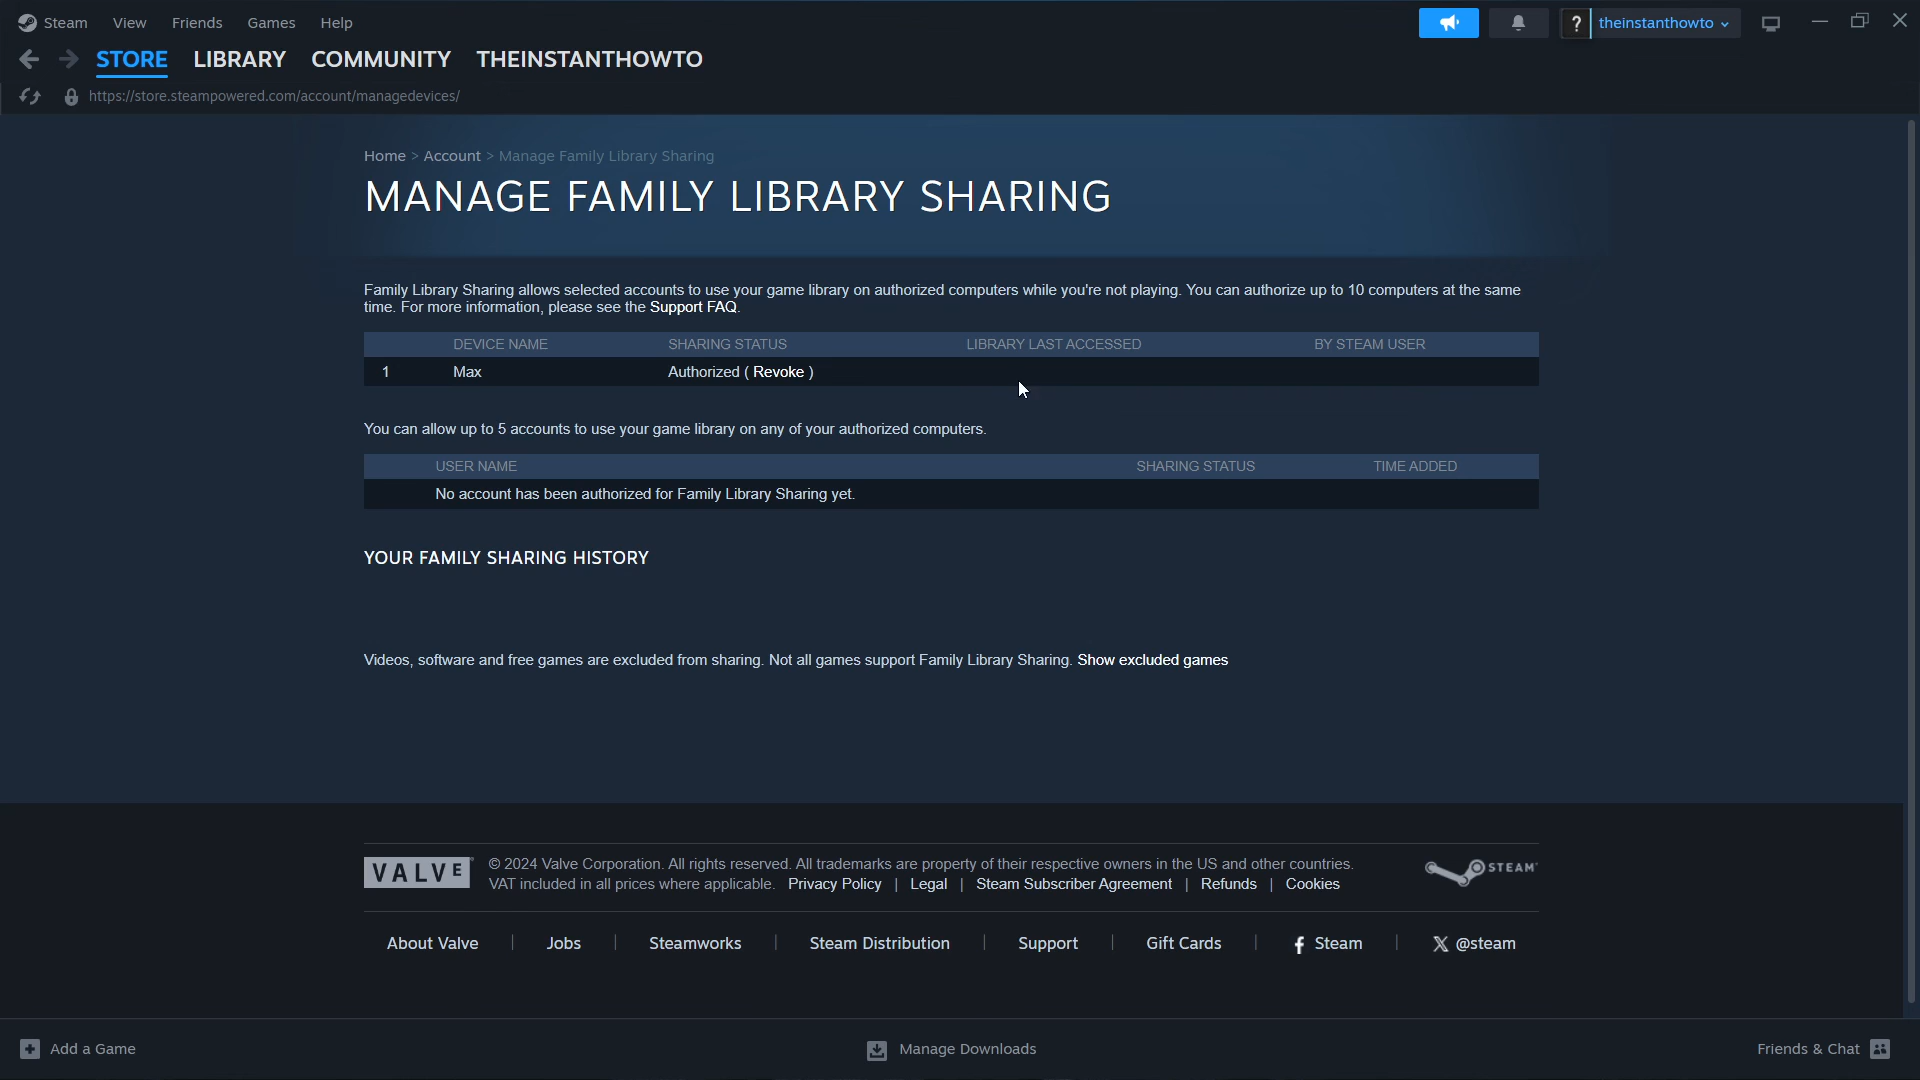 Steam View Friends Games Help ? theinstanthowto
STORE LIBRARY COMMUNITY THEINSTANTHOWTO
https://store.steampowered.com/account/managedevices/
Home > Account > Manage Family Library Sharing
MANAGE FAMILY LIBRARY SHARING
Family Library Sharing allows selected accounts to use your game library on authorized computers while you're not playing. You can authorize up to 10 computers at the same
time. For more information, please see the Support FAQ.
DEVICE NAME SHARING STATUS LIBRARY LAST ACCESSED BY STEAM USER
1 Max Authorized ( Revoke )
You can allow up to 5 accounts to use your game library on any of your authorized computers.
USER NAME SHARING STATUS TIME ADDED
No account has been authorized for Family Library Sharing yet.
YOUR FAMILY SHARING HISTORY
Videos, software and free games are excluded from sharing. Not all games support Family Library Sharing. Show excluded games
VALVE © 2024 Valve Corporation. All rights reserved. All trademarks are property of their respective owners in the US and other countries. STEAM
VAT included in all prices where applicable. Privacy Policy | Legal | Steam Subscriber Agreement | Refunds | Cookies
About Valve | Jobs | Steamworks | Steam Distribution | Support | Gift Cards | Steam | @steam
Add a Game Manage Downloads Friends & Chat